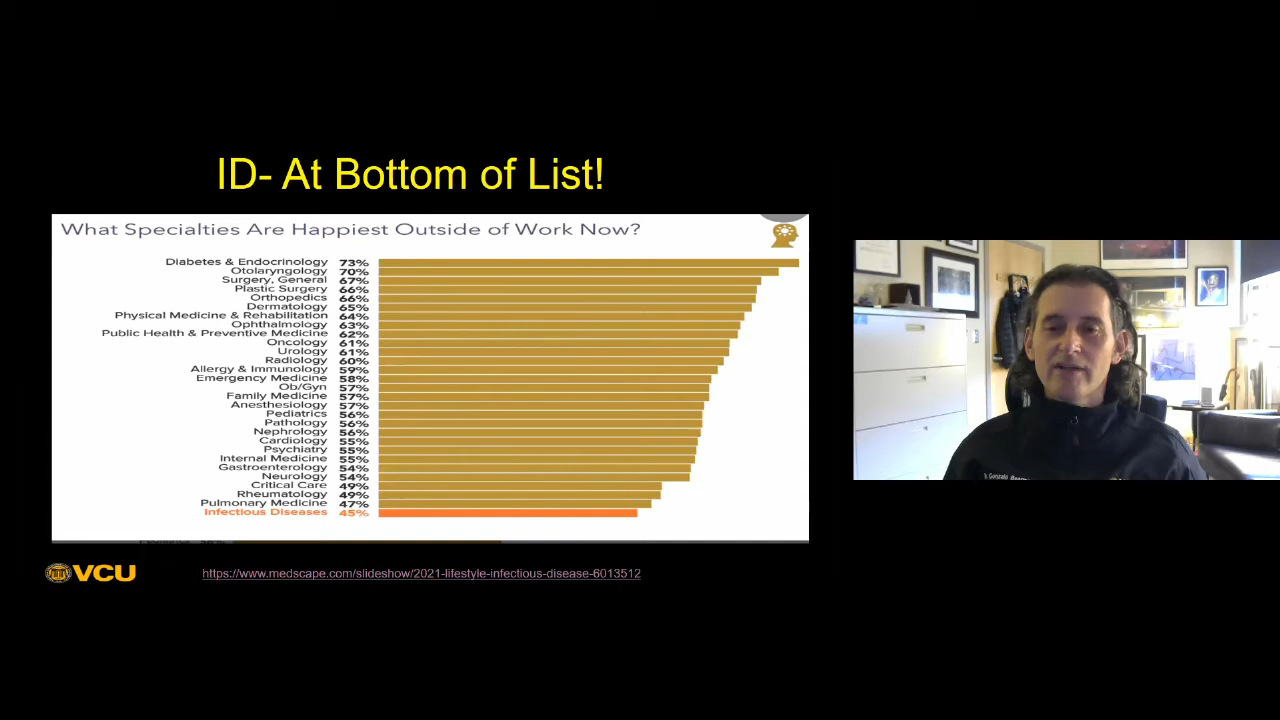 ID- At Bottom of List!
What Specialties Are Happiest Outside of Work Now?
Diabetes & Endocrinology 73%
Otolaryngology 70%
Surgery, General 67%
Plastic Surgery 66%
Orthopedics 66%
Dermatology 65%
Physical Medicine & Rehabilitation 64%
Ophthalmology 63%
Public Health & Preventive Medicine 62%
Oncology 61%
Urology 61%
Radiology 60%
Allergy & Immunology 59%
Emergency Medicine 58%
Ob/Gyn 57%
Family Medicine 57%
Anesthesiology 57%
Pediatrics 56%
Pathology 56%
Nephrology 56%
Cardiology 55%
Psychiatry 55%
Internal Medicine 55%
Gastroenterology 54%
Neurology 54%
Critical Care 49%
Rheumatology 49%
Pulmonary Medicine 47%
Infectious Diseases 45%
VCU
https://www.medscape.com/slideshow/2021-lifestyle-infectious-disease-6013512
Gonzalo